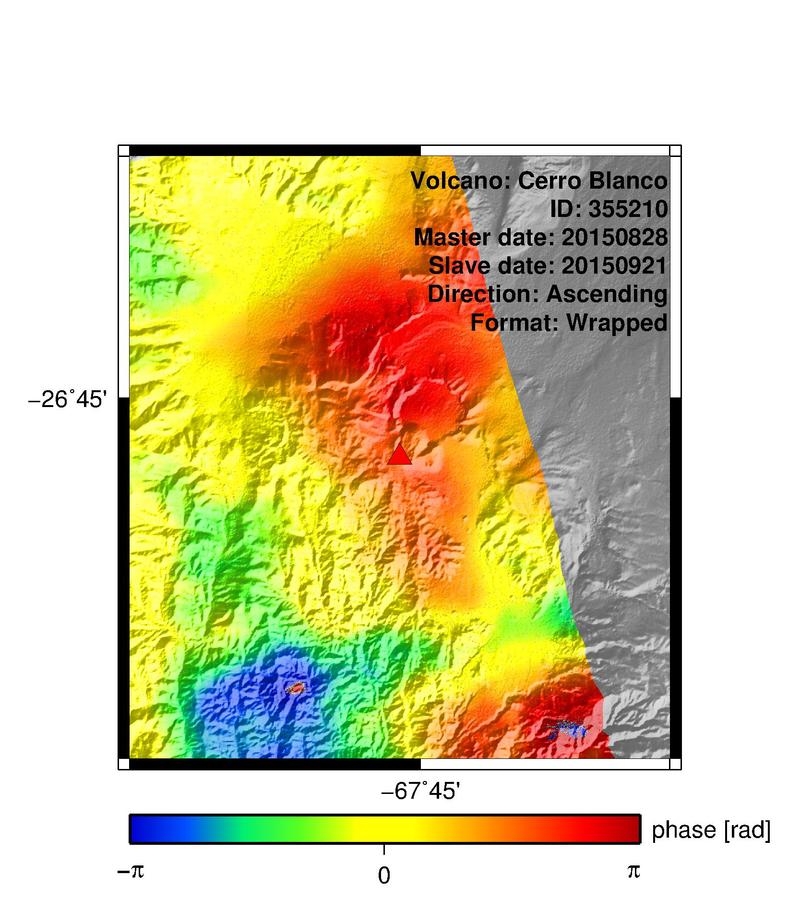 Volcano: Cerro Blanco
ID: 355210
Master date: 20150828
Slave date: 20150921
Direction: Ascending
Format: Wrapped
−26˚45'
−67˚45'
phase [rad]
−π
0
π